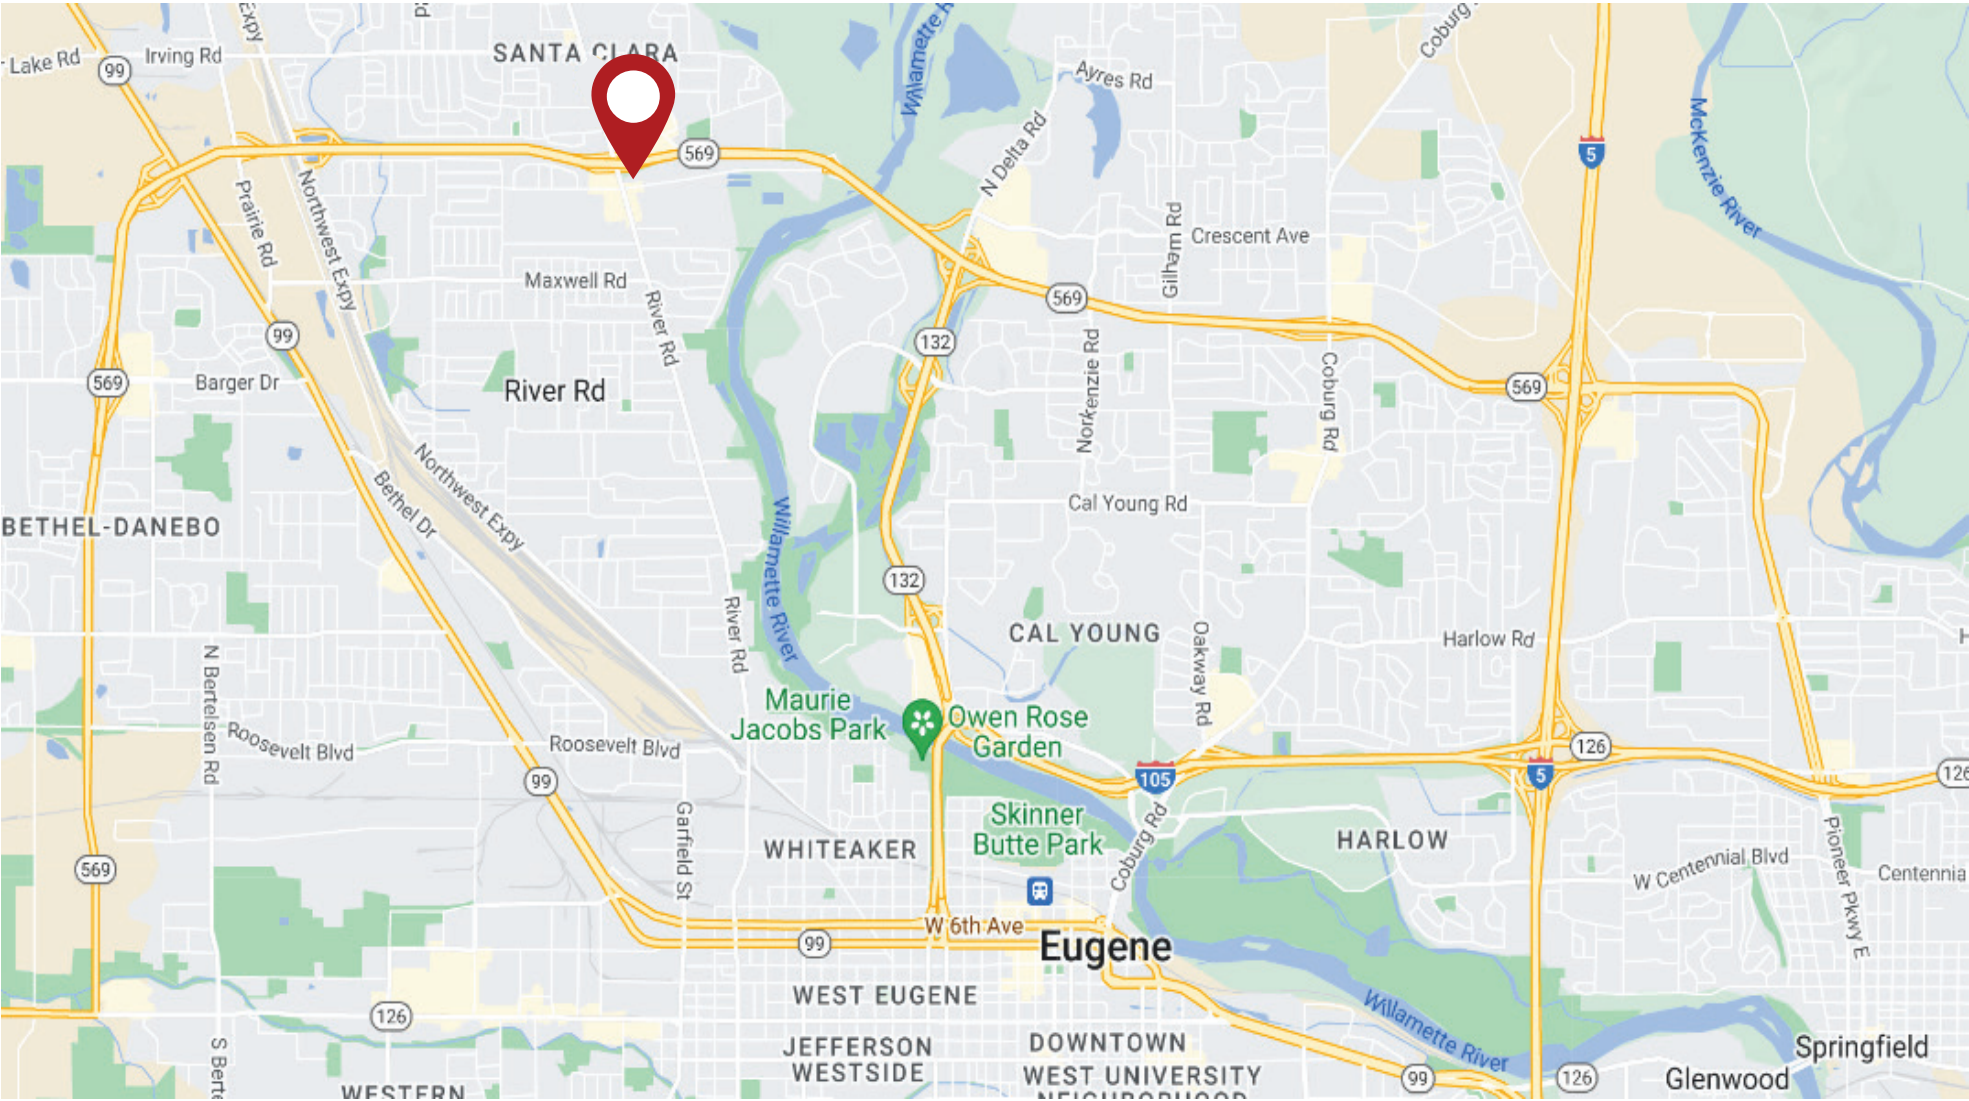 Expy
Irving Rd
Lake Rd
99
SANTA CLARA
Willamette R
Ayres Rd
Coburg
569
5
McKenzie River
N Delta Rd
Prairie Rd
Northwest Expy
Gilham Rd
Crescent Ave
Maxwell Rd
River Rd
569
99
132
Norkenzie Rd
Coburg Rd
569
Barger Dr
River Rd
569
Northwest Expy
Bethel Dr
Cal Young Rd
BETHEL-DANEBO
Willamette River
132
River Rd
CAL YOUNG
Oakway Rd
Harlow Rd
H
N Bertelsen Rd
Maurie
Jacobs Park
Owen Rose
Garden
Roosevelt Blvd
Roosevelt Blvd
126
105
5
126
99
Garfield St
Skinner
Butte Park
Coburg Rd
WHITEAKER
HARLOW
Pioneer Pkwy E
W Centennial Blvd
Centennia
569
W 6th Ave
99
Eugene
WEST EUGENE
126
Willamette River
JEFFERSON
WESTSIDE
DOWNTOWN
WEST UNIVERSITY
NEIGHBORHOOD
S Berte
WESTERN
99
126
Springfield
Glenwood